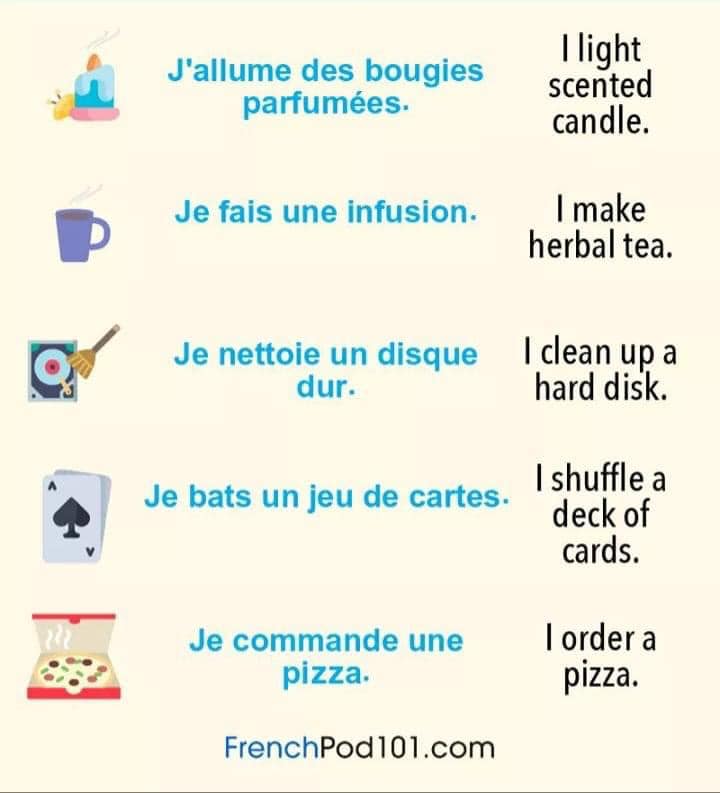 J'allume des bougies
parfumées.
I light
scented
candle.
Je fais une infusion.
I make
herbal tea.
Je nettoie un disque
dur.
I clean up a
hard disk.
A
Je bats un jeu de cartes.
I shuffle a
deck of
cards.
Je commande une
pizza.
I order a
pizza.
FrenchPod101.com